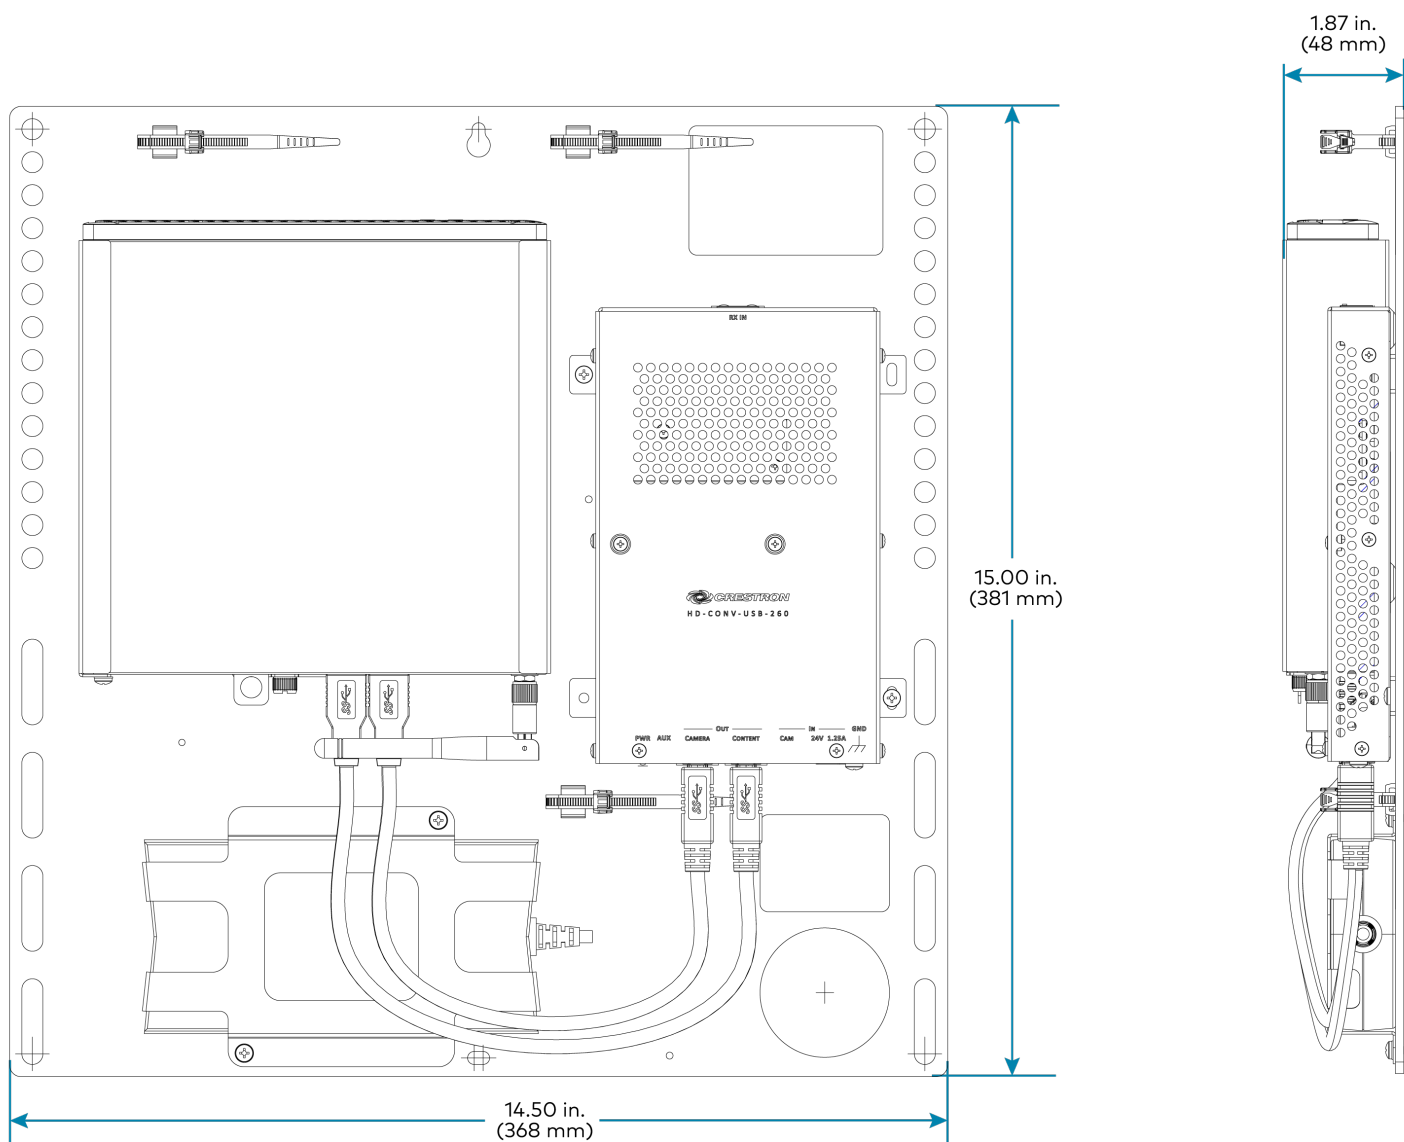 1.87 in.
(48 mm)
RX IN
15.00 in.
(381 mm)
CRESTRON
HD-CONV-USB-260
OUT IN GND
PWR AUX CAMERA CONTENT CAM 24V 1.25A
14.50 in.
(368 mm)